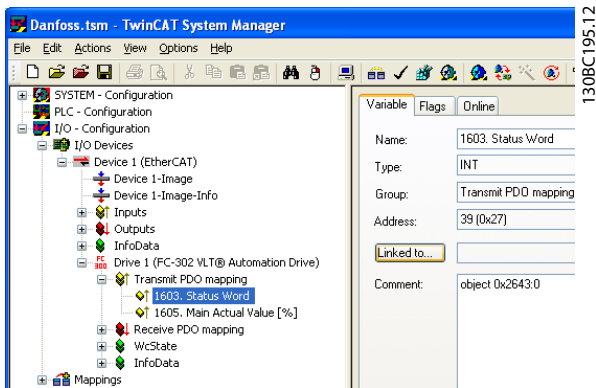 Danfoss.tsm - TwinCAT System Manager
File Edit Actions View Options Help
SYSTEM - Configuration
PLC - Configuration
I/O - Configuration
I/O Devices
Device 1 (EtherCAT)
Device 1-Image
Device 1-Image-Info
Inputs
Outputs
InfoData
FC 300 Drive 1 (FC-302 VLT® Automation Drive)
Transmit PDO mapping
1603. Status Word
1605. Main Actual Value [%]
Receive PDO mapping
WcState
InfoData
Mappings
Variable Flags Online
Name: 1603. Status Word
Type: INT
Group: Transmit PDO mapping
Address: 39 (0x27)
Linked to...
Comment: object 0x2643:0
130BC195.12